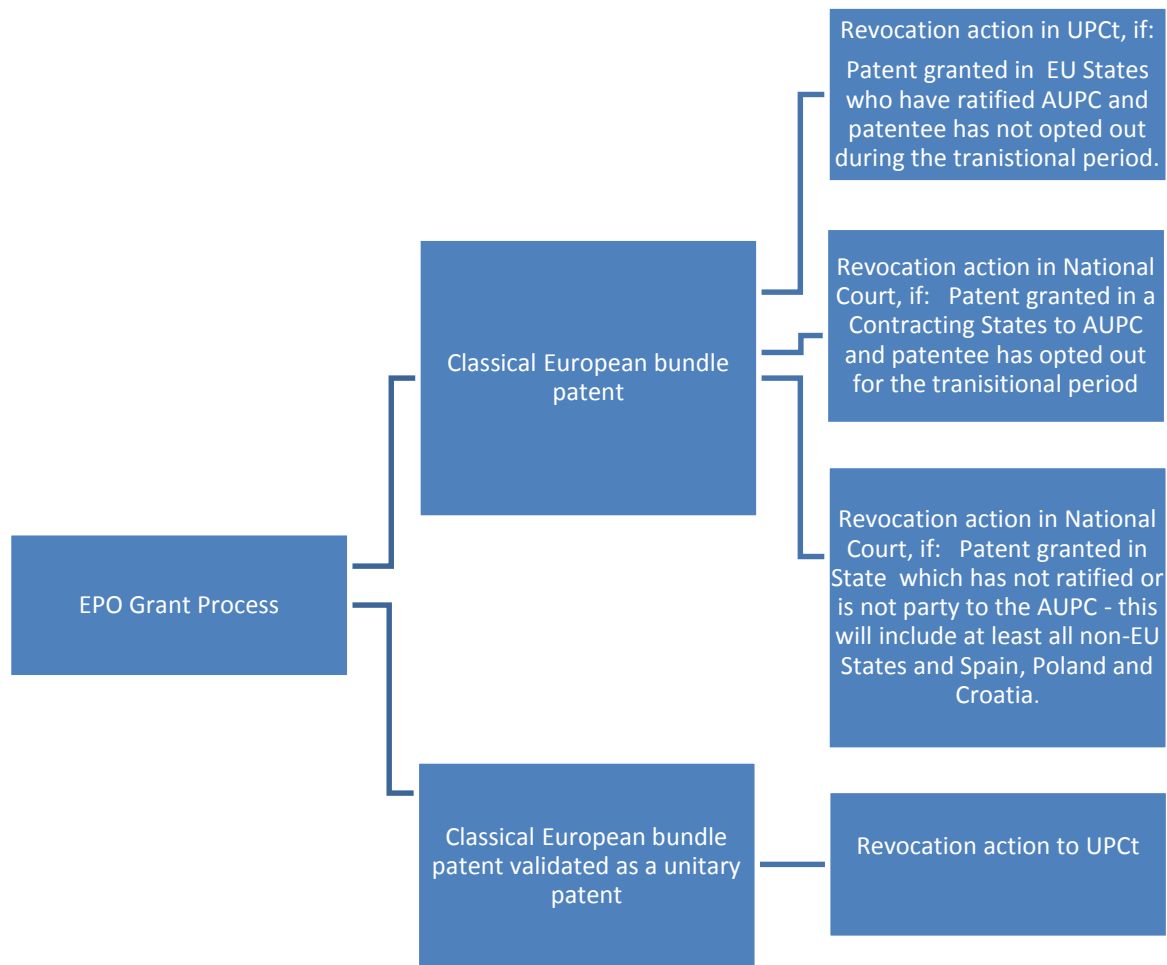 Revocation action in UPCt, if:
Patent granted in  EU States
who have ratified AUPC and
patentee has not opted out
during the tranistional period.
Classical European bundle
patent
Revocation action in National
Court, if:   Patent granted in a
Contracting States to AUPC
and patentee has opted out
for the tranisitional period
Revocation action in National
Court, if:   Patent granted in
State  which has not ratified or
is not party to the AUPC - this
will include at least all non-EU
States and Spain, Poland and
Croatia.
EPO Grant Process
Classical European bundle
patent validated as a unitary
patent
Revocation action to UPCt